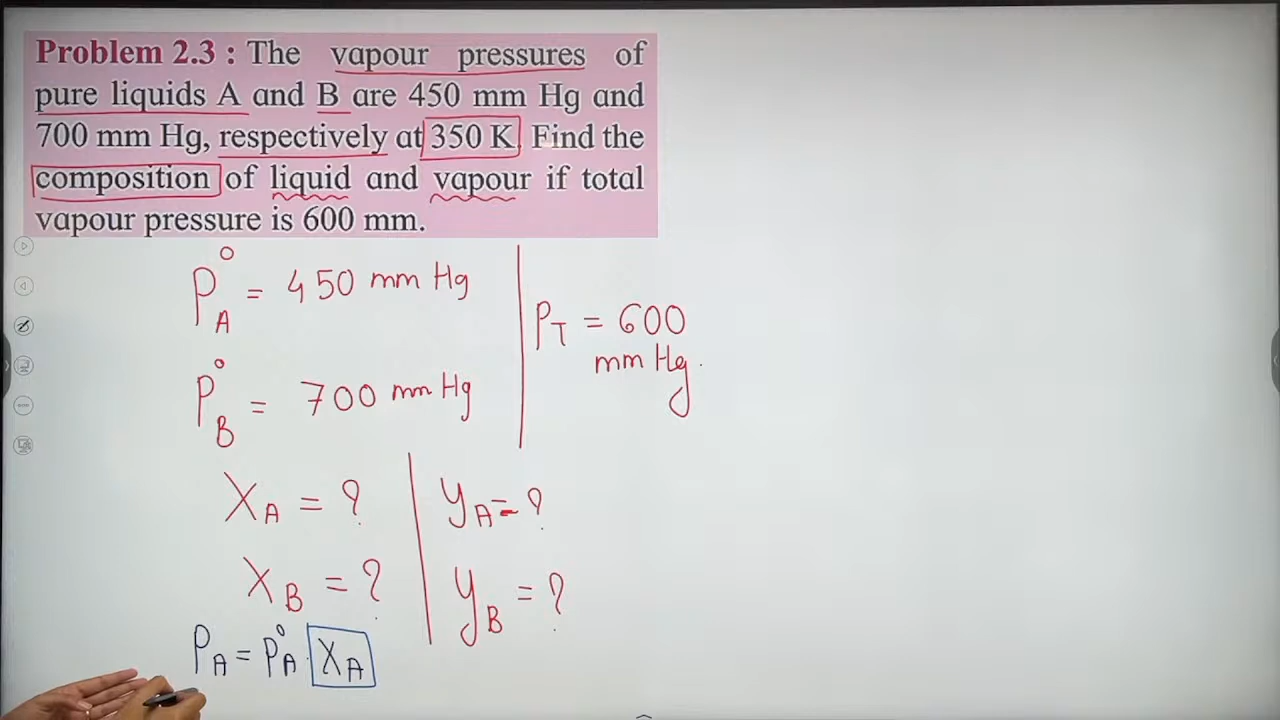 Problem 2.3 : The vapour pressures of
pure liquids A and B are 450 mm Hg and
700 mm Hg, respectively at 350 K. Find the
composition of liquid and vapour if total
vapour pressure is 600 mm.
P°A = 450 mm Hg
PT = 600
mm Hg.
P°B = 700 mm Hg
XA = ?
yA = ?
XB = ?
yB = ?
PA = P°A . XA